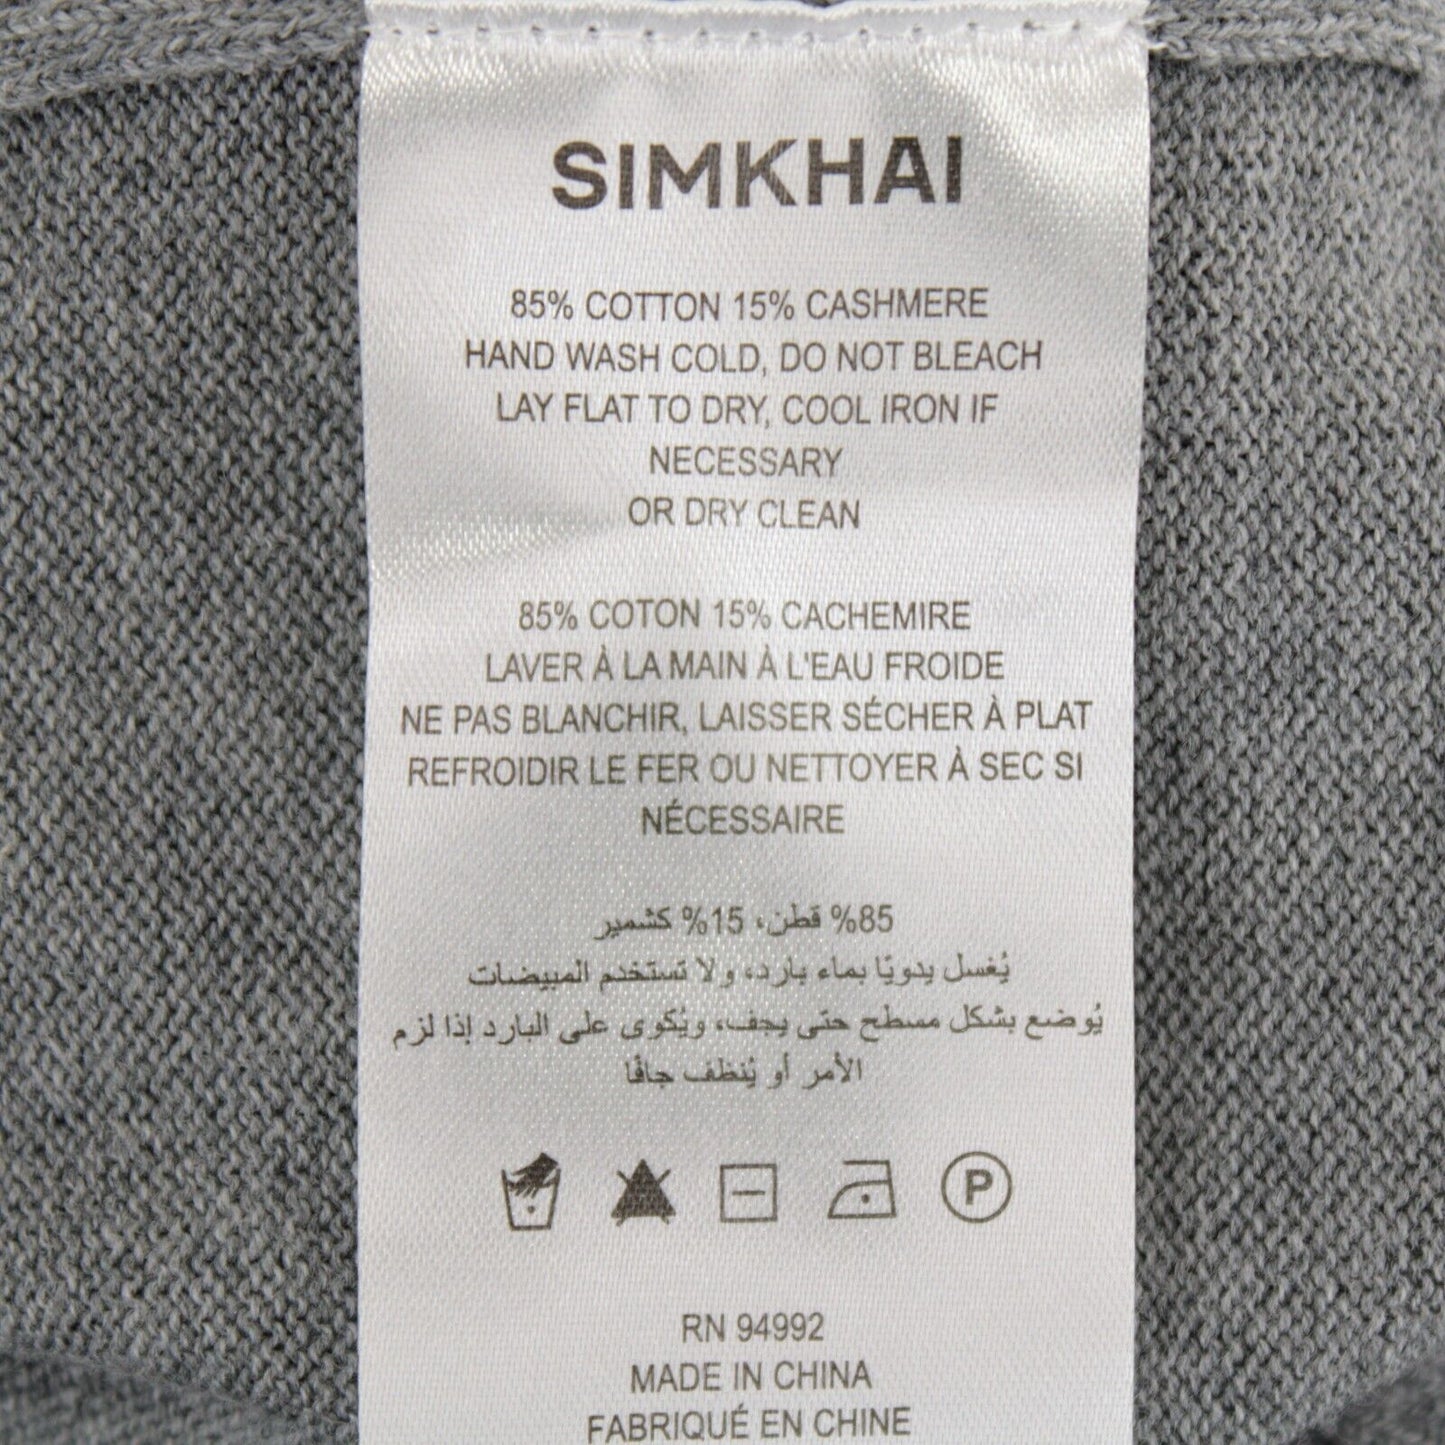 SIMKHAI
85% COTTON 15% CASHMERE
HAND WASH COLD, DO NOT BLEACH
LAY FLAT TO DRY, COOL IRON IF
NECESSARY
OR DRY CLEAN
85% COTON 15% CACHEMIRE
LAVER À LA MAIN À L'EAU FROIDE
NE PAS BLANCHIR, LAISSER SÉCHER À PLAT
REFROIDIR LE FER OU NETTOYER À SEC SI
NÉCESSAIRE
85% قطن، 15% كشمير
يُغسل يدويًا بماء بارد، ولا تستخدم المبيضات
يُوضع بشكل مسطح حتى يجف، ويُكوى على البارد إذا لزم
الأمر أو يُنظف جافًا
P
RN 94992
MADE IN CHINA
FABRIQUÉ EN CHINE